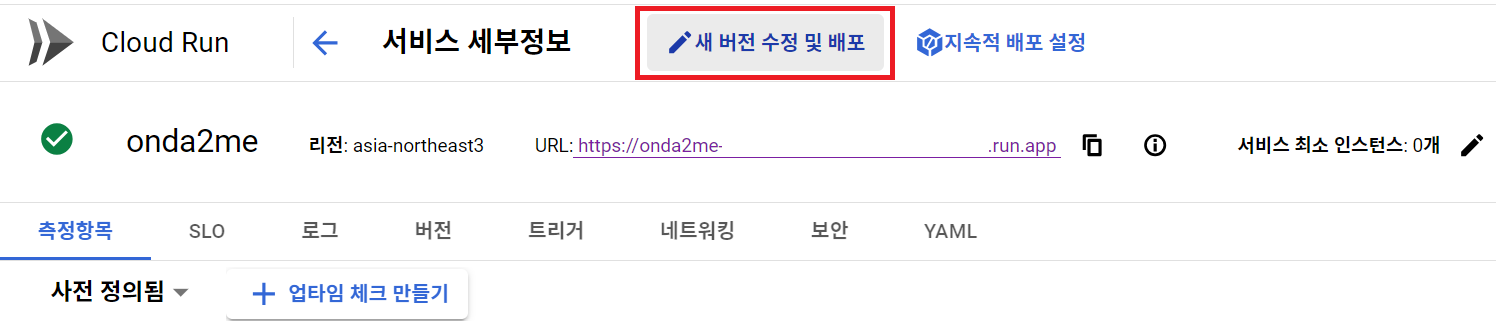 Cloud Run 서비스 세부정보 새 버전 수정 및 배포 지속적 배포 설정
onda2me 리전: asia-northeast3 URL: https://onda2me- .run.app 서비스 최소 인스턴스: 0개
측정항목 SLO 로그 버전 트리거 네트워킹 보안 YAML
사전 정의됨 업타임 체크 만들기